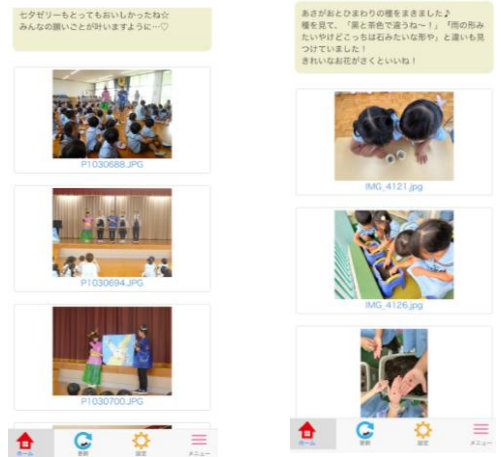 七夕ゼリーもとってもおいしかったね☆
みんなの願いごとが叶いますように…♡
P1030688.JPG
P1030694.JPG
P1030700.JPG
ホーム
更新
設定
メニュー
あさがおとひまわりの種をまきました♪
種を見て、「黒と茶色で違うね~！」「雨の形み
たいやけどこっちは石みたいな形や」と違いも見
つけていました！
きれいなお花がさくといいね！
IMG_4121.jpg
IMG_4126.jpg
ホーム
更新
設定
メニュー